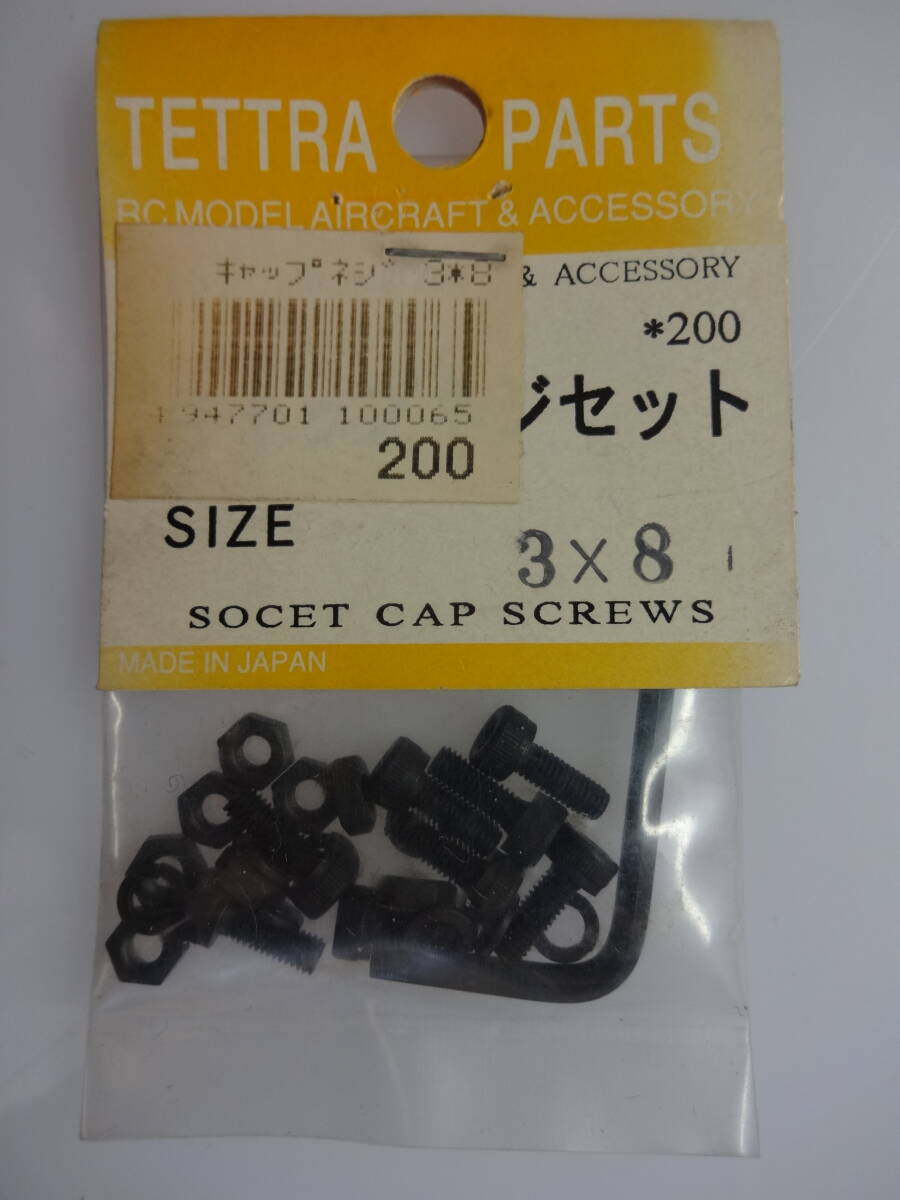 TETTRA PARTS
RC MODEL AIRCRAFT & ACCESSORY
キャップネジ 3*8
& ACCESSORY
*200
4947701 100065
ジセット
200
SIZE
3×8
SOCET CAP SCREWS
MADE IN JAPAN